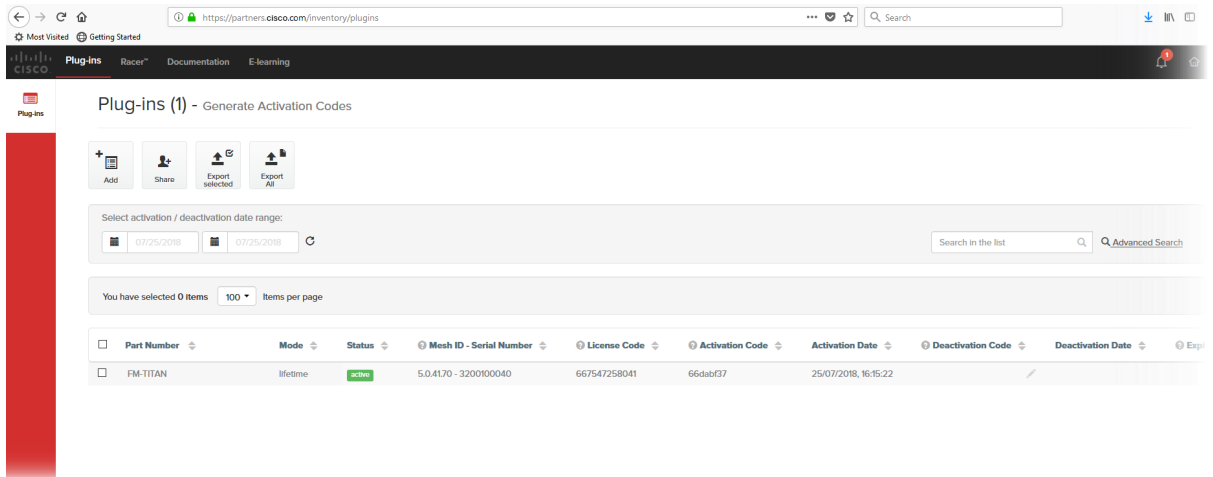 https://partners.cisco.com/inventory/plugins
Search
Most Visited Getting Started
CISCO Plug-ins Racer™ Documentation E-learning 1
Plug-ins
Plug-ins (1) - Generate Activation Codes
Add Share Export selected Export All
Select activation / deactivation date range:
07/25/2018 07/25/2018 Search in the list Advanced Search
You have selected 0 items 100 Items per page
Part Number Mode Status Mesh ID - Serial Number License Code Activation Code Activation Date Deactivation Code Deactivation Date
FM-TITAN lifetime active 5.0.41.70 - 3200100040 667547258041 66dabf37 25/07/2018, 16:15:22